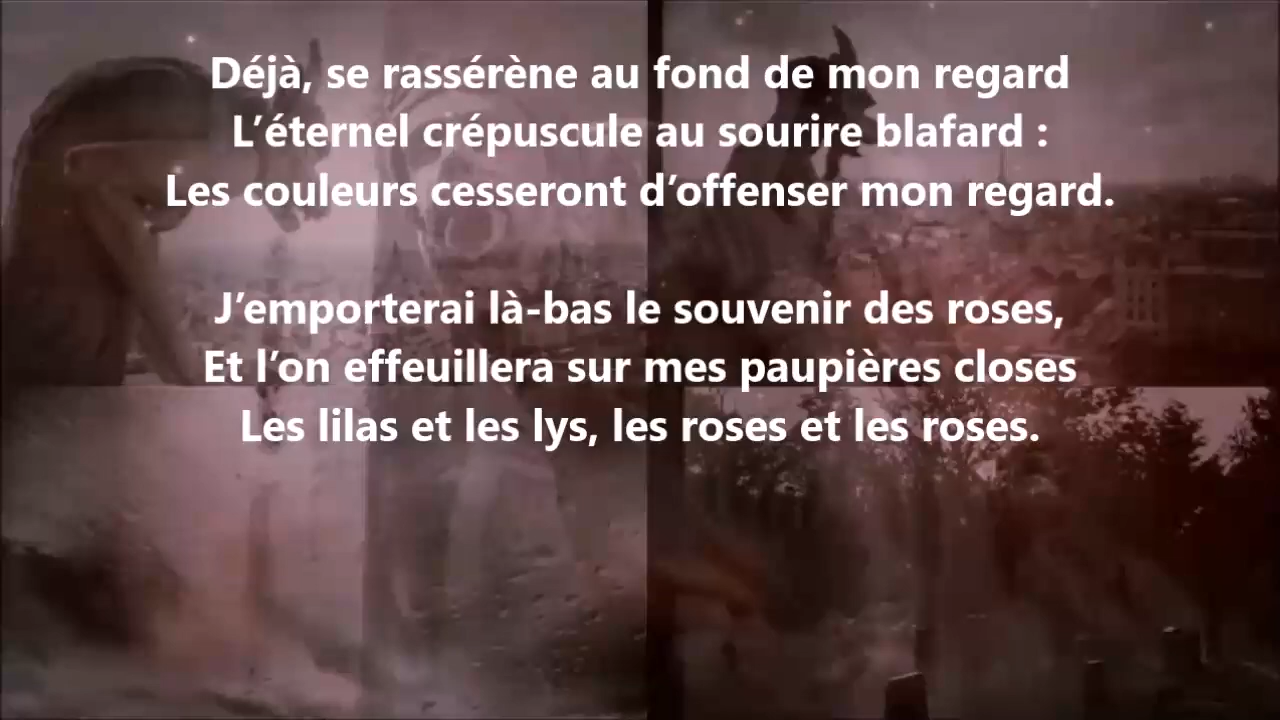 Déjà, se rassérène au fond de mon regard
L’éternel crépuscule au sourire blafard :
Les couleurs cesseront d’offenser mon regard.
J’emporterai là-bas le souvenir des roses,
Et l’on effeuillera sur mes paupières closes
Les lilas et les lys, les roses et les roses.